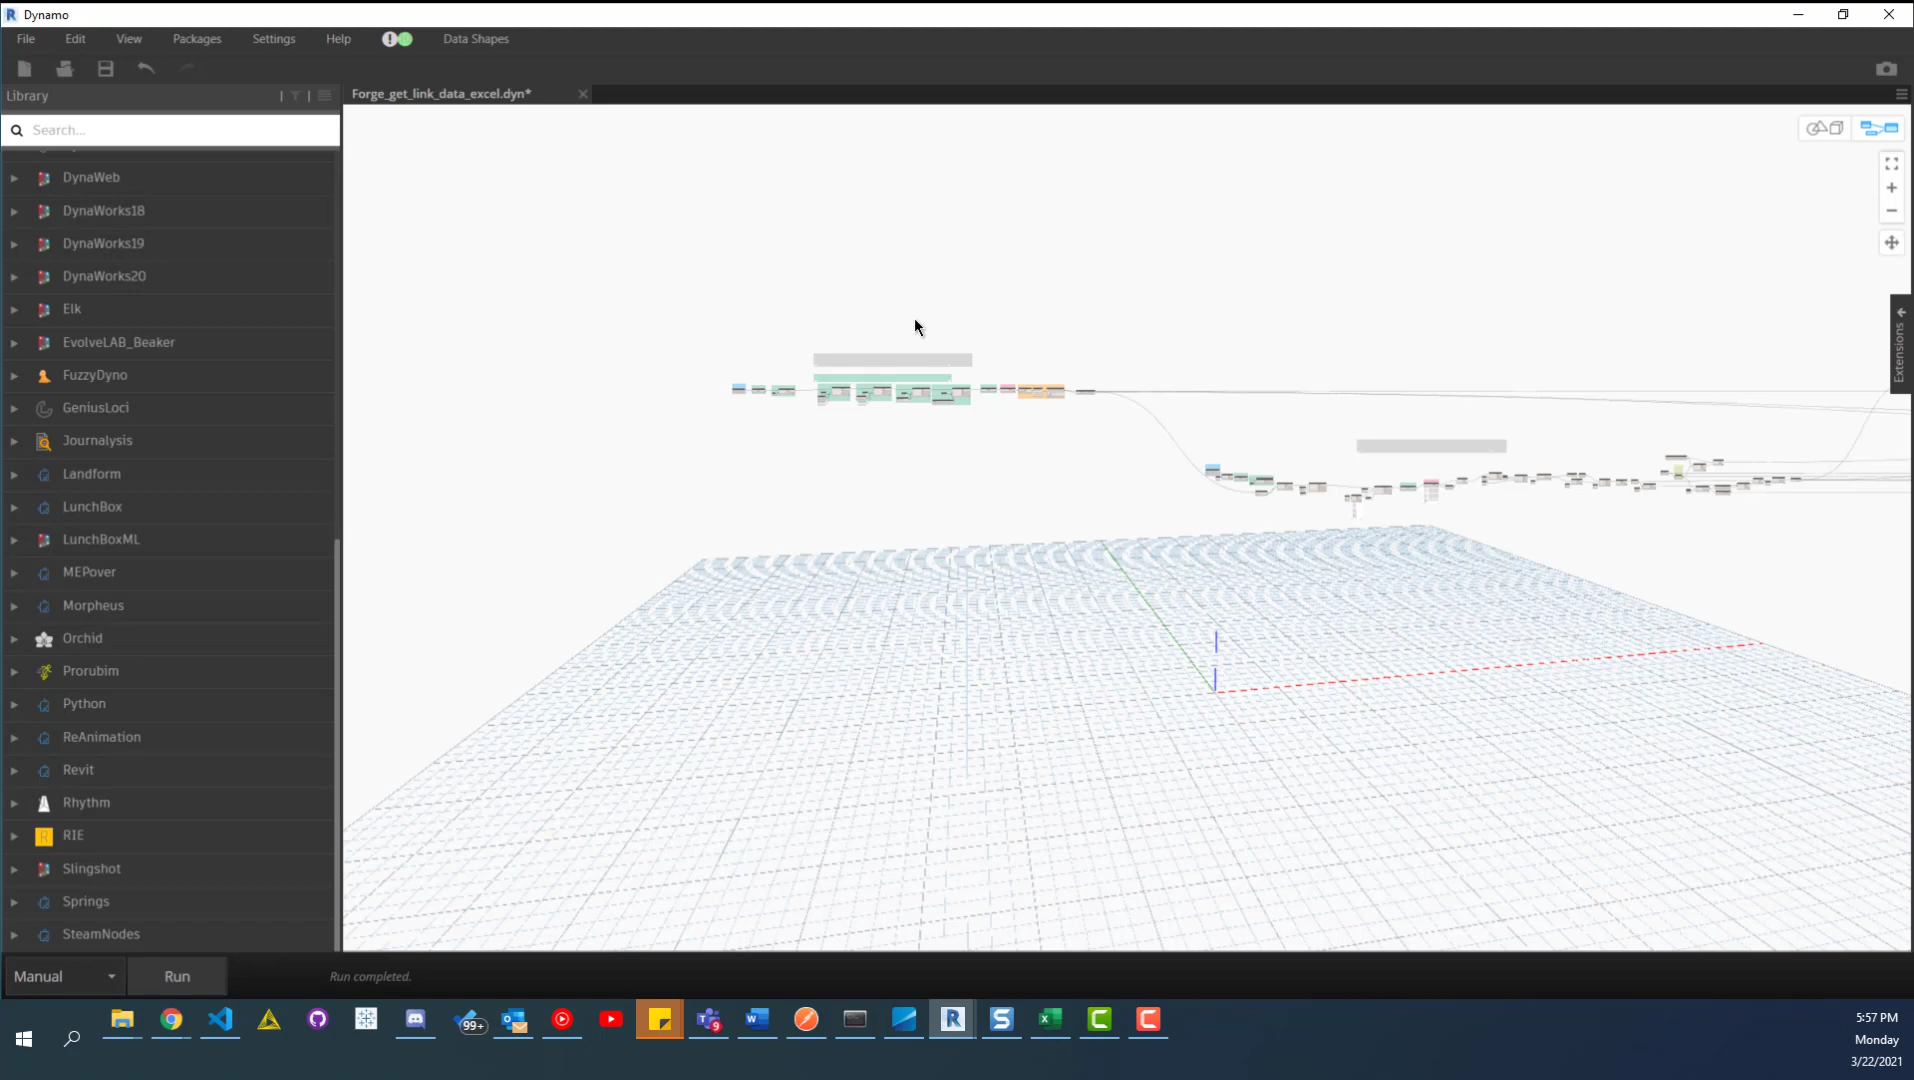 Dynamo
File Edit View Packages Settings Help Data Shapes
Library
Forge_get_link_data_excel.dyn*
Search...
DynaWeb
DynaWorks18
DynaWorks19
DynaWorks20
Elk
EvolveLAB_Beaker
FuzzyDyno
GeniusLoci
Journalysis
Landform
LunchBox
LunchBoxML
MEPover
Morpheus
Orchid
Prorubim
Python
ReAnimation
Revit
Rhythm
RIE
Slingshot
Springs
SteamNodes
Extensions
Manual Run Run completed.
99+
9
5:57 PM
Monday
3/22/2021